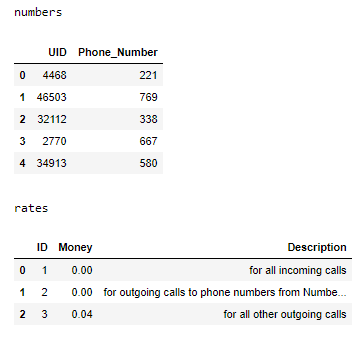 numbers
UID Phone_Number
0 4468 221
1 46503 769
2 32112 338
3 2770 667
4 34913 580
rates
ID Money Description
0 1 0.00 for all incoming calls
1 2 0.00 for outgoing calls to phone numbers from Numbe...
2 3 0.04 for all other outgoing calls